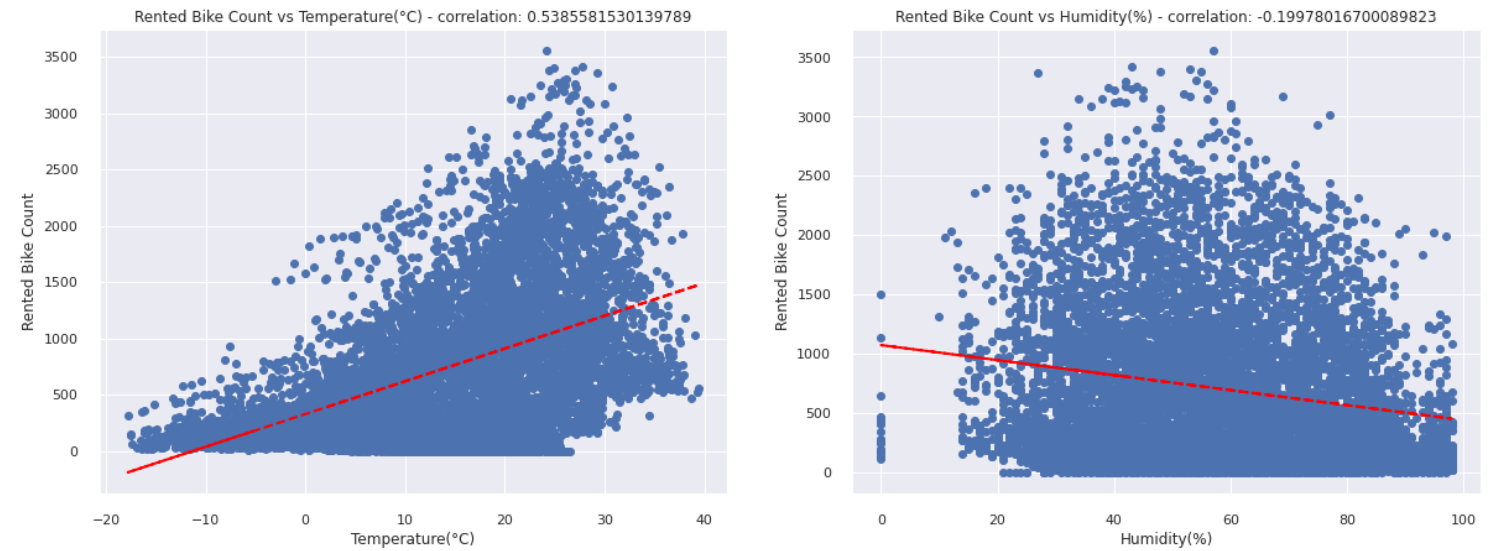 Rented Bike Count vs Temperature(°C) - correlation: 0.5385581530139789
3500
3000
2500
2000
1500
1000
500
0
Rented Bike Count
−20 −10 0 10 20 30 40
Temperature(°C)
Rented Bike Count vs Humidity(%) - correlation: -0.19978016700089823
3500
3000
2500
2000
1500
1000
500
0
Rented Bike Count
0 20 40 60 80 100
Humidity(%)